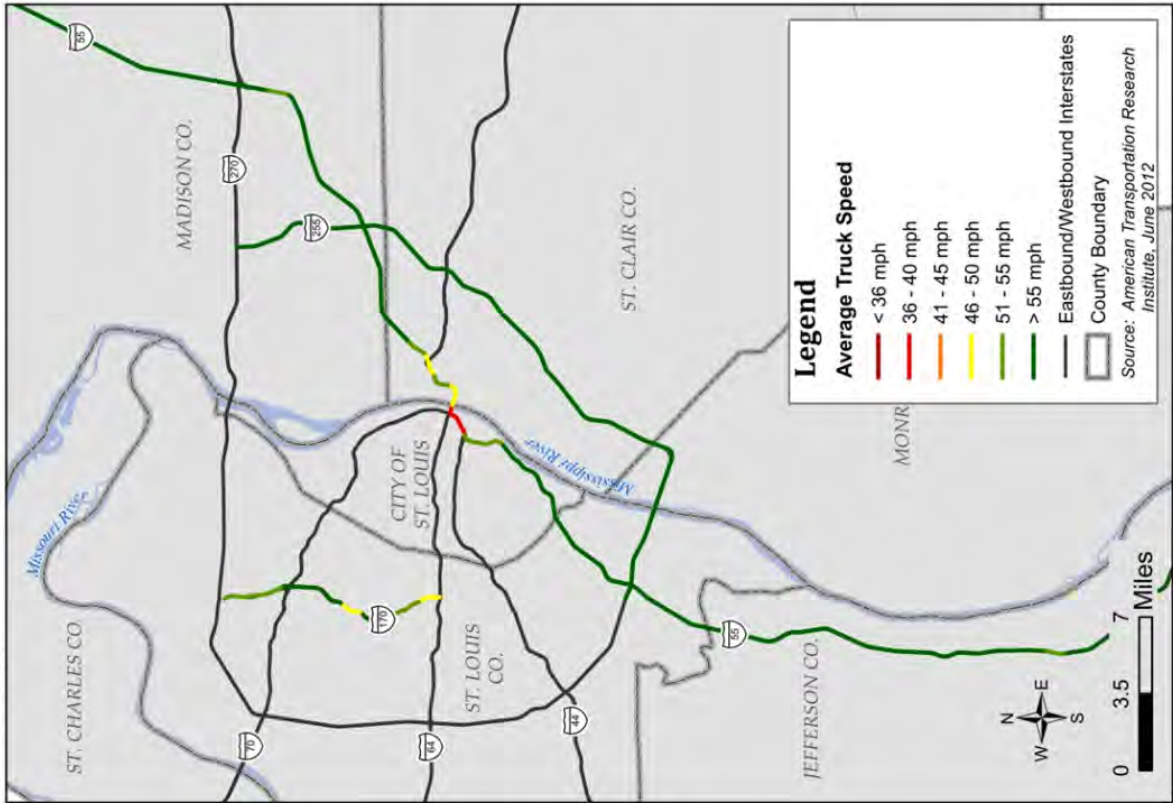 Missouri River
ST. CHARLES CO
55
MADISON CO.
270
70
255
170
CITY OF
ST. LOUIS
64
ST. LOUIS
CO.
44
Mississippi River
ST. CLAIR CO.
55
JEFFERSON CO.
MONR
Legend
Average Truck Speed
< 36 mph
36 - 40 mph
41 - 45 mph
46 - 50 mph
51 - 55 mph
> 55 mph
Eastbound/Westbound Interstates
County Boundary
Source: American Transportation Research
Institute, June 2012
N
W E
S
0 3.5 7
Miles